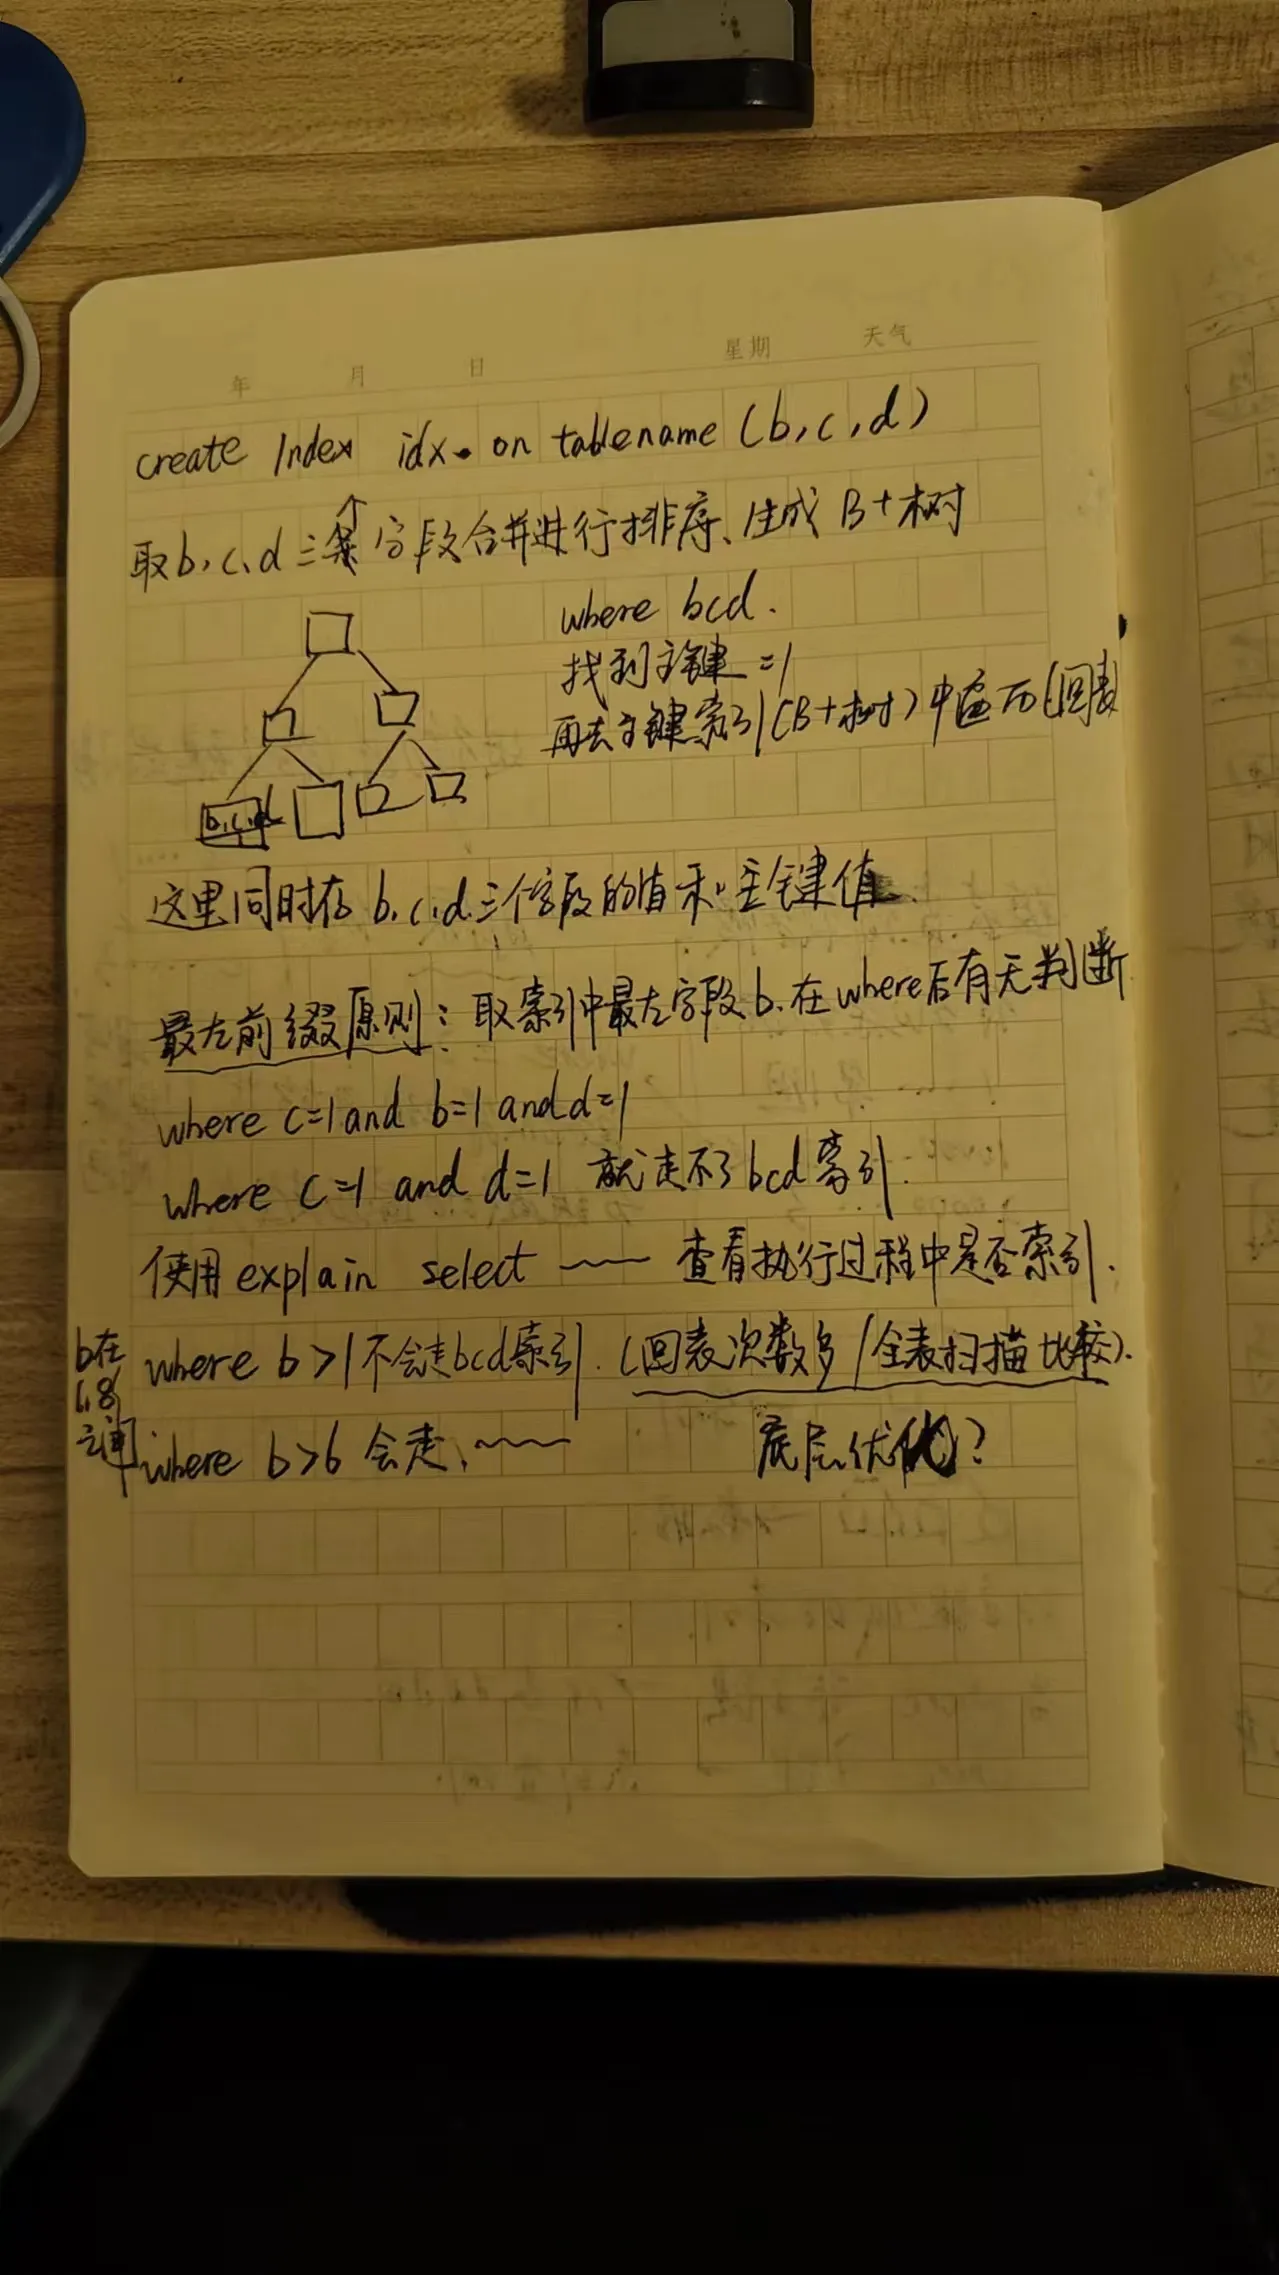 年 月 日 星期 天气
create Index idx. on tablename (b,c,d)
取b,c,d三条字段合并进行排序、生成B+树
where bcd.
找到主键=1
再去主键索引(B+树)中遍历(回表
b,c,d
这里同时存b,c,d三个字段的值和主键值.
最左前缀原则:取索引中最左字段b.在where后有无判断.
where c=1 and b=1 and d=1
where c=1 and d=1 就走不了bcd索引.
使用explain select 查看执行过程中是否索引.
where b>1不会走bcd索引.(回表次数多/全表扫描 比较).
b在
1,8
之间
where b>6 会走, 底层优化?